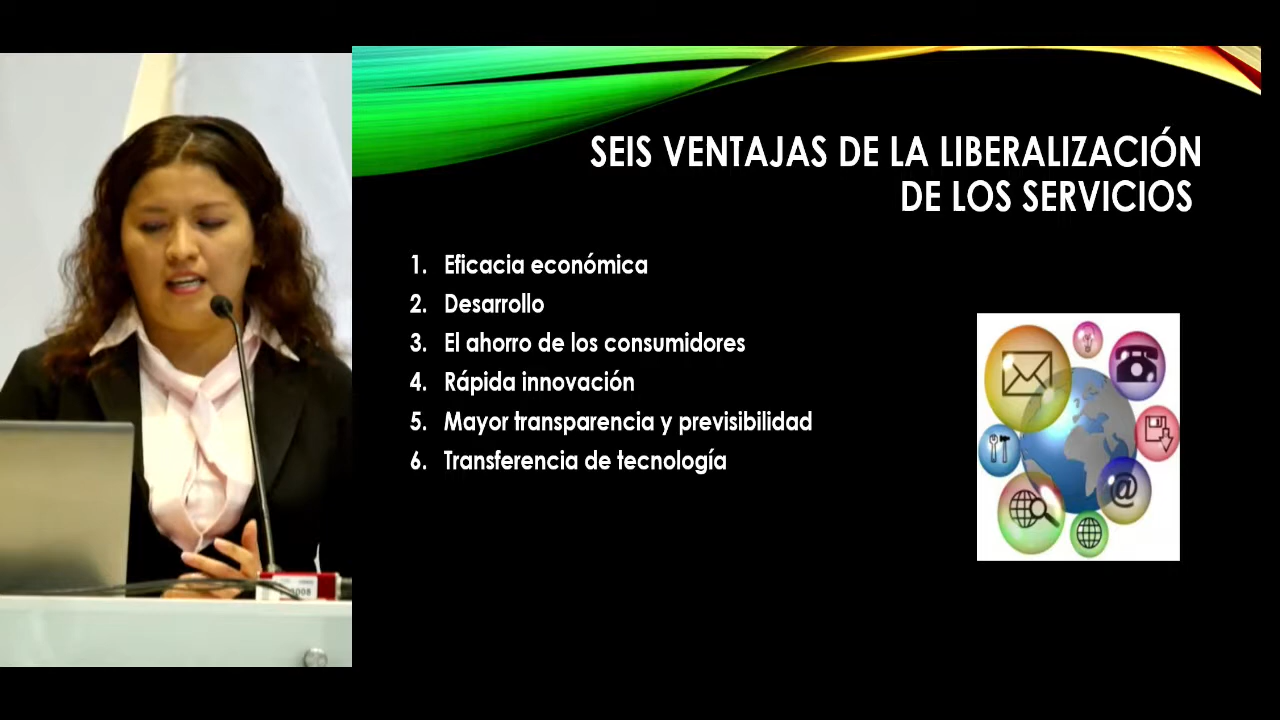 SEIS VENTAJAS DE LA LIBERALIZACIÓN
DE LOS SERVICIOS
1. Eficacia económica
2. Desarrollo
3. El ahorro de los consumidores
4. Rápida innovación
5. Mayor transparencia y previsibilidad
6. Transferencia de tecnología
@